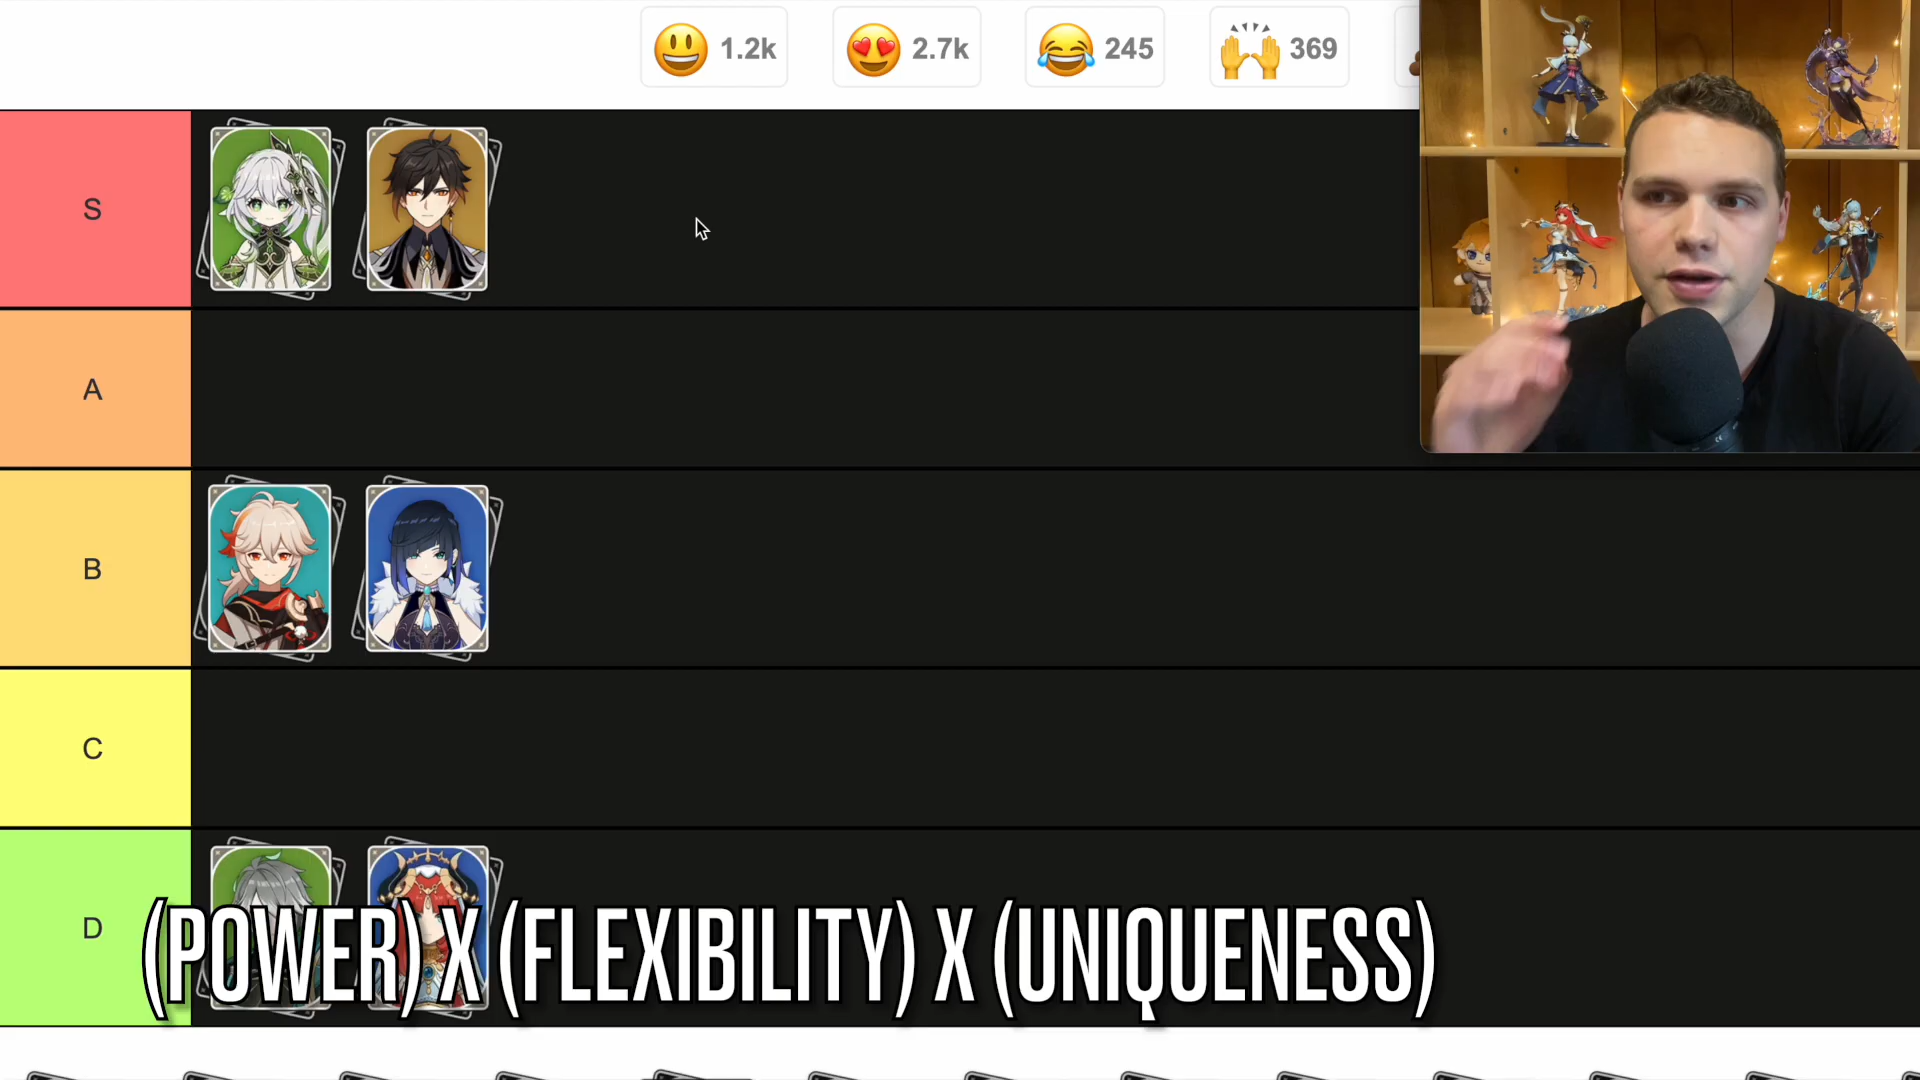 1.2k 2.7k 245 369
S
A
B
C
D
(POWER) X (FLEXIBILITY) X (UNIQUENESS)